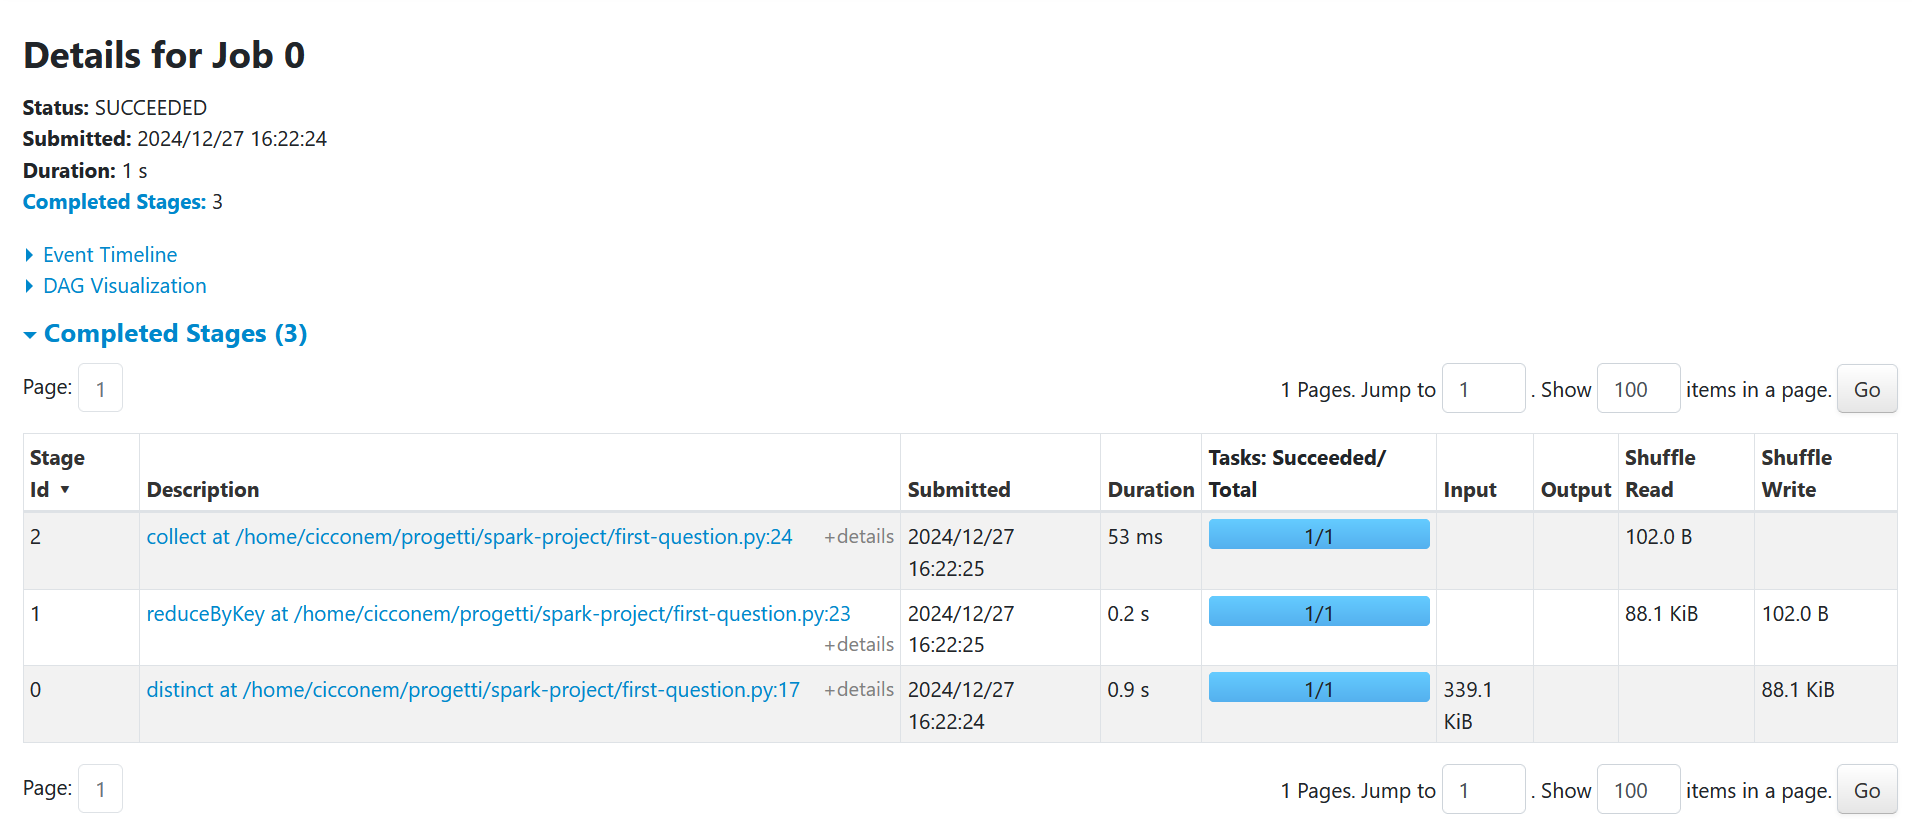 Details for Job 0
Status: SUCCEEDED
Submitted: 2024/12/27 16:22:24
Duration: 1 s
Completed Stages: 3
Event Timeline
DAG Visualization
Completed Stages (3)
Page: 1
1 Pages. Jump to 1 . Show 100 items in a page. Go
Stage Id ▼ Description Submitted Duration Tasks: Succeeded/Total Input Output Shuffle Read Shuffle Write
2 collect at /home/cicconem/progetti/spark-project/first-question.py:24 +details 2024/12/27 16:22:25 53 ms 1/1 102.0 B
1 reduceByKey at /home/cicconem/progetti/spark-project/first-question.py:23 +details 2024/12/27 16:22:25 0.2 s 1/1 88.1 KiB 102.0 B
0 distinct at /home/cicconem/progetti/spark-project/first-question.py:17 +details 2024/12/27 16:22:24 0.9 s 1/1 339.1 KiB 88.1 KiB
Page: 1
1 Pages. Jump to 1 . Show 100 items in a page. Go